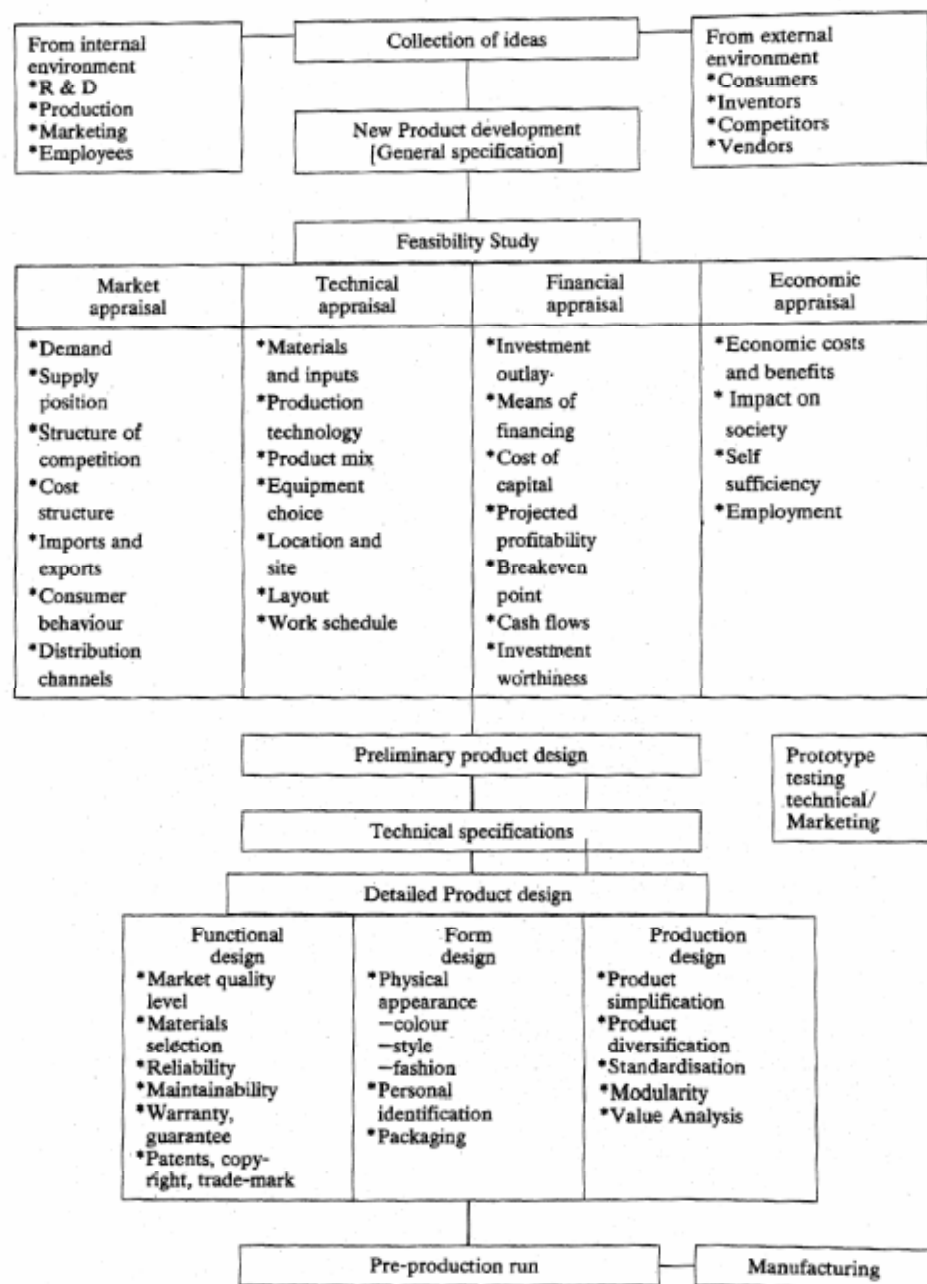 From internal
environment
*R & D
*Production
*Marketing
*Employees
Collection of ideas
From external
environment
*Consumers
*Inventors
*Competitors
*Vendors
New Product development
[General specification]
Feasibility Study
Market
appraisal
*Demand
*Supply
position
*Structure of
competition
*Cost
structure
*Imports and
exports
*Consumer
behaviour
*Distribution
channels
Technical
appraisal
*Materials
and inputs
*Production
technology
*Product mix
*Equipment
choice
*Location and
site
*Layout
*Work schedule
Financial
appraisal
*Investment
outlay
*Means of
financing
*Cost of
capital
*Projected
profitability
*Breakeven
point
*Cash flows
*Investment
worthiness
Economic
appraisal
*Economic costs
and benefits
* Impact on
society
*Self
sufficiency
*Employment
Preliminary product design
Prototype
testing
technical/
Marketing
Technical specifications
Detailed Product design
Functional
design
*Market quality
level
*Materials
selection
*Reliability
*Maintainability
*Warranty,
guarantee
*Patents, copy-
right, trade-mark
Form
design
*Physical
appearance
—colour
—style
—fashion
*Personal
identification
*Packaging
Production
design
*Product
simplification
*Product
diversification
*Standardisation
*Modularity
*Value Analysis
Pre-production run
Manufacturing